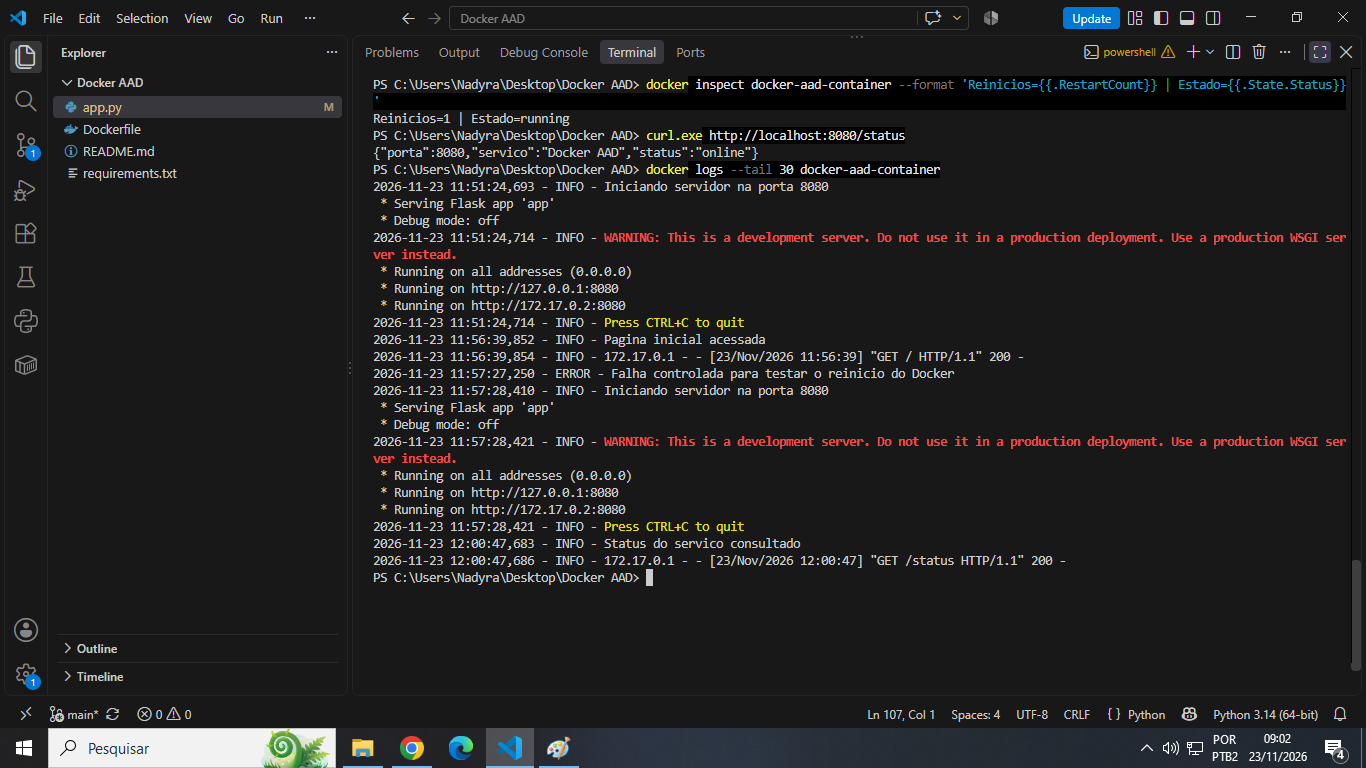 File Edit Selection View Go Run ··· Docker AAD Update
Explorer ···
Docker AAD
app.py M
Dockerfile
README.md
requirements.txt
Outline
Timeline
Problems Output Debug Console Terminal Ports powershell
PS C:\Users\Nadyra\Desktop\Docker AAD> docker inspect docker-aad-container --format 'Reinicios={{.RestartCount}} | Estado={{.State.Status}}
'
Reinicios=1 | Estado=running
PS C:\Users\Nadyra\Desktop\Docker AAD> curl.exe http://localhost:8080/status
{"porta":8080,"servico":"Docker AAD","status":"online"}
PS C:\Users\Nadyra\Desktop\Docker AAD> docker logs --tail 30 docker-aad-container
2026-11-23 11:51:24,693 - INFO - Iniciando servidor na porta 8080
* Serving Flask app 'app'
* Debug mode: off
2026-11-23 11:51:24,714 - INFO - WARNING: This is a development server. Do not use it in a production deployment. Use a production WSGI ser
ver instead.
* Running on all addresses (0.0.0.0)
* Running on http://127.0.0.1:8080
* Running on http://172.17.0.2:8080
2026-11-23 11:51:24,714 - INFO - Press CTRL+C to quit
2026-11-23 11:56:39,852 - INFO - Pagina inicial acessada
2026-11-23 11:56:39,854 - INFO - 172.17.0.1 - - [23/Nov/2026 11:56:39] "GET / HTTP/1.1" 200 -
2026-11-23 11:57:27,250 - ERROR - Falha controlada para testar o reinicio do Docker
2026-11-23 11:57:28,410 - INFO - Iniciando servidor na porta 8080
* Serving Flask app 'app'
* Debug mode: off
2026-11-23 11:57:28,421 - INFO - WARNING: This is a development server. Do not use it in a production deployment. Use a production WSGI ser
ver instead.
* Running on all addresses (0.0.0.0)
* Running on http://127.0.0.1:8080
* Running on http://172.17.0.2:8080
2026-11-23 11:57:28,421 - INFO - Press CTRL+C to quit
2026-11-23 12:00:47,683 - INFO - Status do servico consultado
2026-11-23 12:00:47,686 - INFO - 172.17.0.1 - - [23/Nov/2026 12:00:47] "GET /status HTTP/1.1" 200 -
PS C:\Users\Nadyra\Desktop\Docker AAD>
1
1
main* 0 0 Ln 107, Col 1 Spaces: 4 UTF-8 CRLF { } Python Python 3.14 (64-bit)
Pesquisar
POR
PTB2
09:02
23/11/2026
4